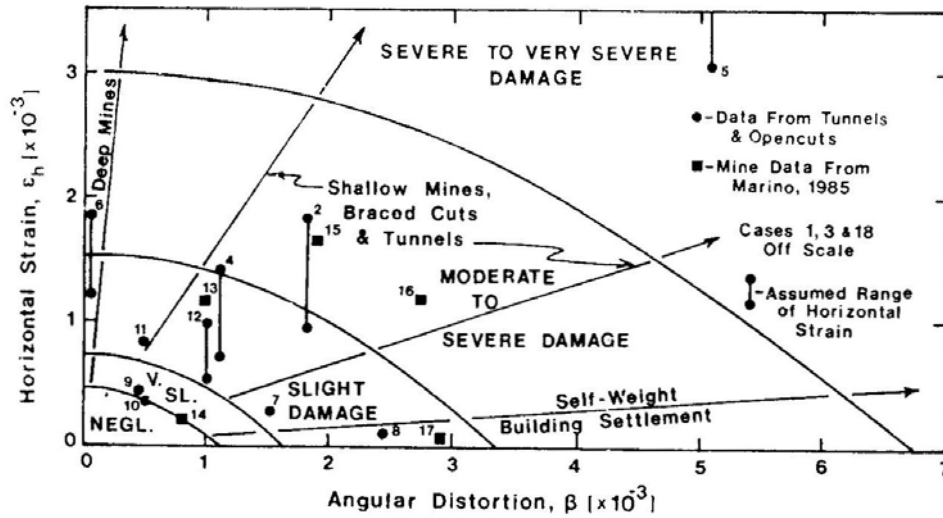 Horizontal Strain, εh [x10-3]
3
2
1
0
0
1
2
3
4
5
6
7
Angular Distortion, β [x10-3]
Deep Mines
SEVERE TO VERY SEVERE
DAMAGE
Shallow Mines,
Braced Cuts
& Tunnels
MODERATE
TO
SEVERE DAMAGE
SLIGHT
DAMAGE
V.
SL.
NEGL.
Self-Weight
Building Settlement
6
11
9
10
14
12
13
4
2
15
16
7
8
17
5
-Data From Tunnels
& Opencuts
-Mine Data From
Marino, 1985
Cases 1, 3 & 18
Off Scale
-Assumed Range
of Horizontal
Strain